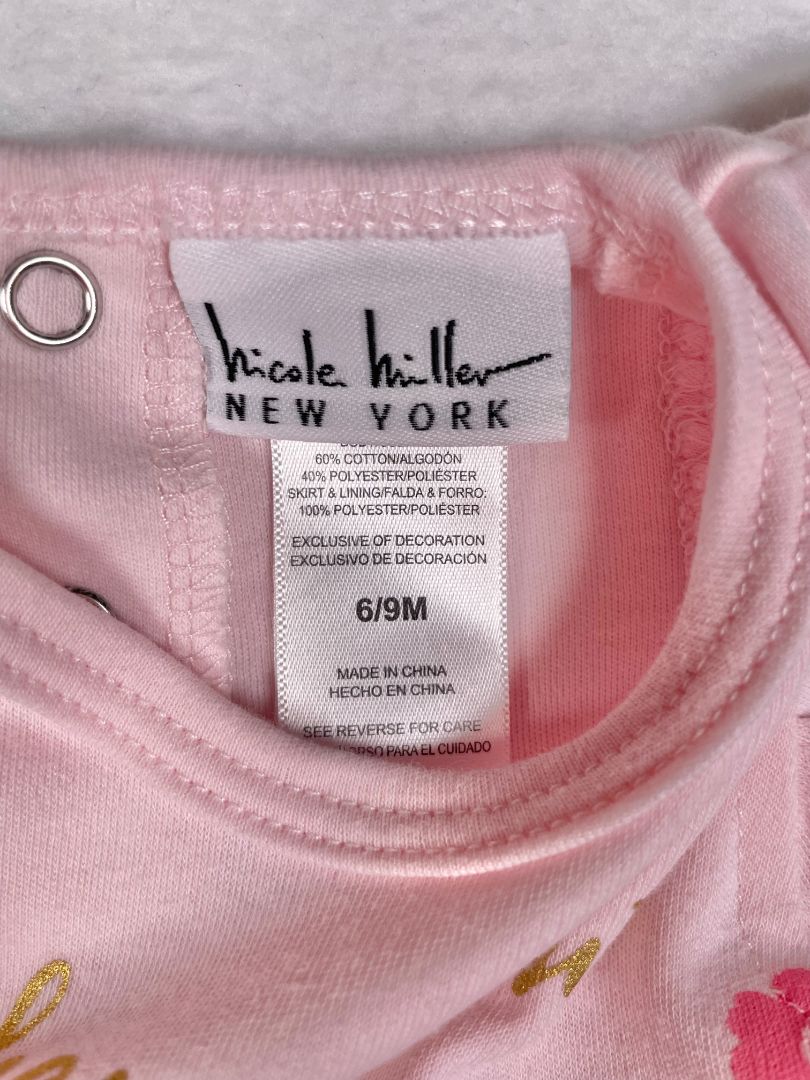 Nicole Miller
NEW YORK
60% COTTON/ALGODÓN
40% POLYESTER/POLIÉSTER
SKIRT & LINING/FALDA & FORRO:
100% POLYESTER/POLIÉSTER
EXCLUSIVE OF DECORATION
EXCLUSIVO DE DECORACIÓN
6/9M
MADE IN CHINA
HECHO EN CHINA
SEE REVERSE FOR CARE
PARA EL CUIDADO